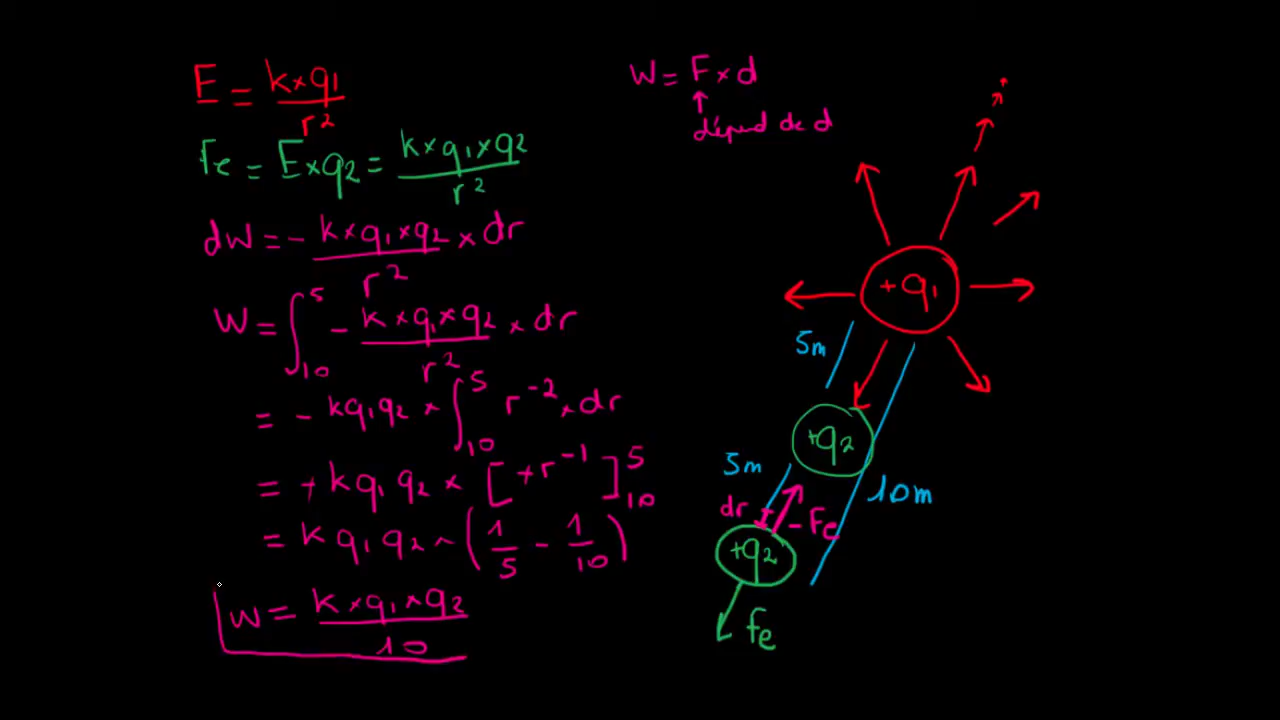 E = k×q1
r²
Fe = E×q2 = k×q1×q2
r²
dW = - k×q1×q2 × dr
r²
W = ∫ 5 10 - k×q1×q2 × dr
r²
= - kq1q2 × ∫ 5 10 r⁻² × dr
= + kq1q2 × [+r⁻¹] 5 10
= kq1q2 ~ (1/5 - 1/10)
W = k×q1×q2
10
W = F×d
dépend de d
+q1
5m
+q2
5m
10m
dr
-Fe
+q2
fe